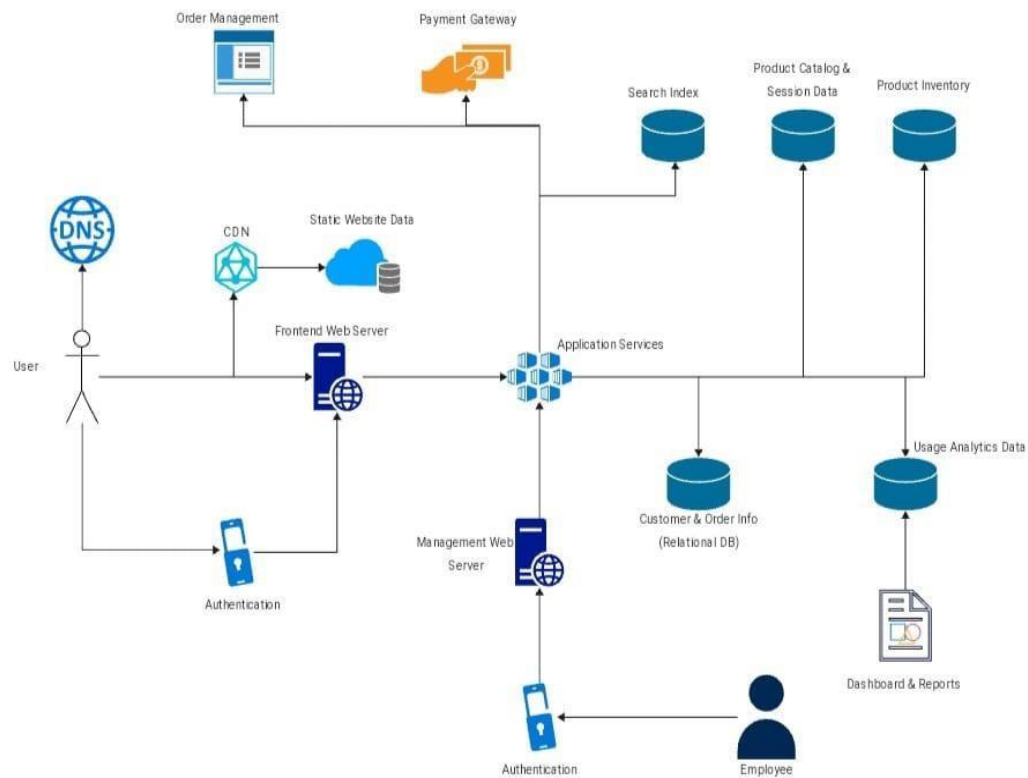 Order Management
Payment Gateway
Search Index
Product Catalog &
Session Data
Product Inventory
DNS
CDN
Static Website Data
Frontend Web Server
Application Services
User
Usage Analytics Data
Customer & Order Info
(Relational DB)
Management Web
Server
Authentication
Dashboard & Reports
Authentication
Employee